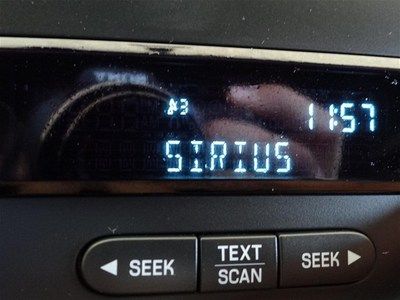 A3 11:57
SIRIUS
◄ SEEK TEXT SCAN SEEK ►